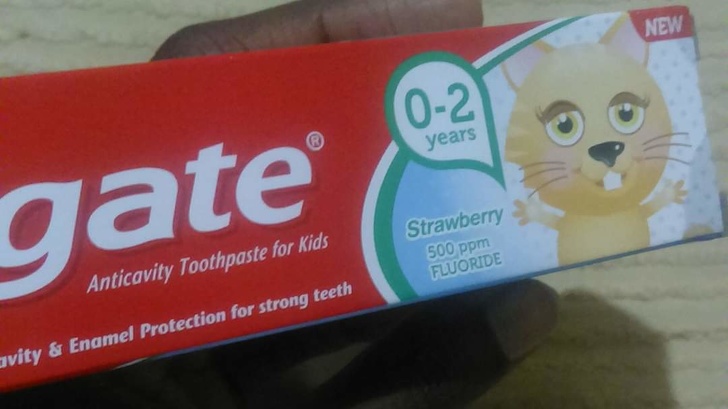 NEW
0-2
years
gate®
Anticavity Toothpaste for Kids
avity & Enamel Protection for strong teeth
Strawberry
500 ppm
FLUORIDE